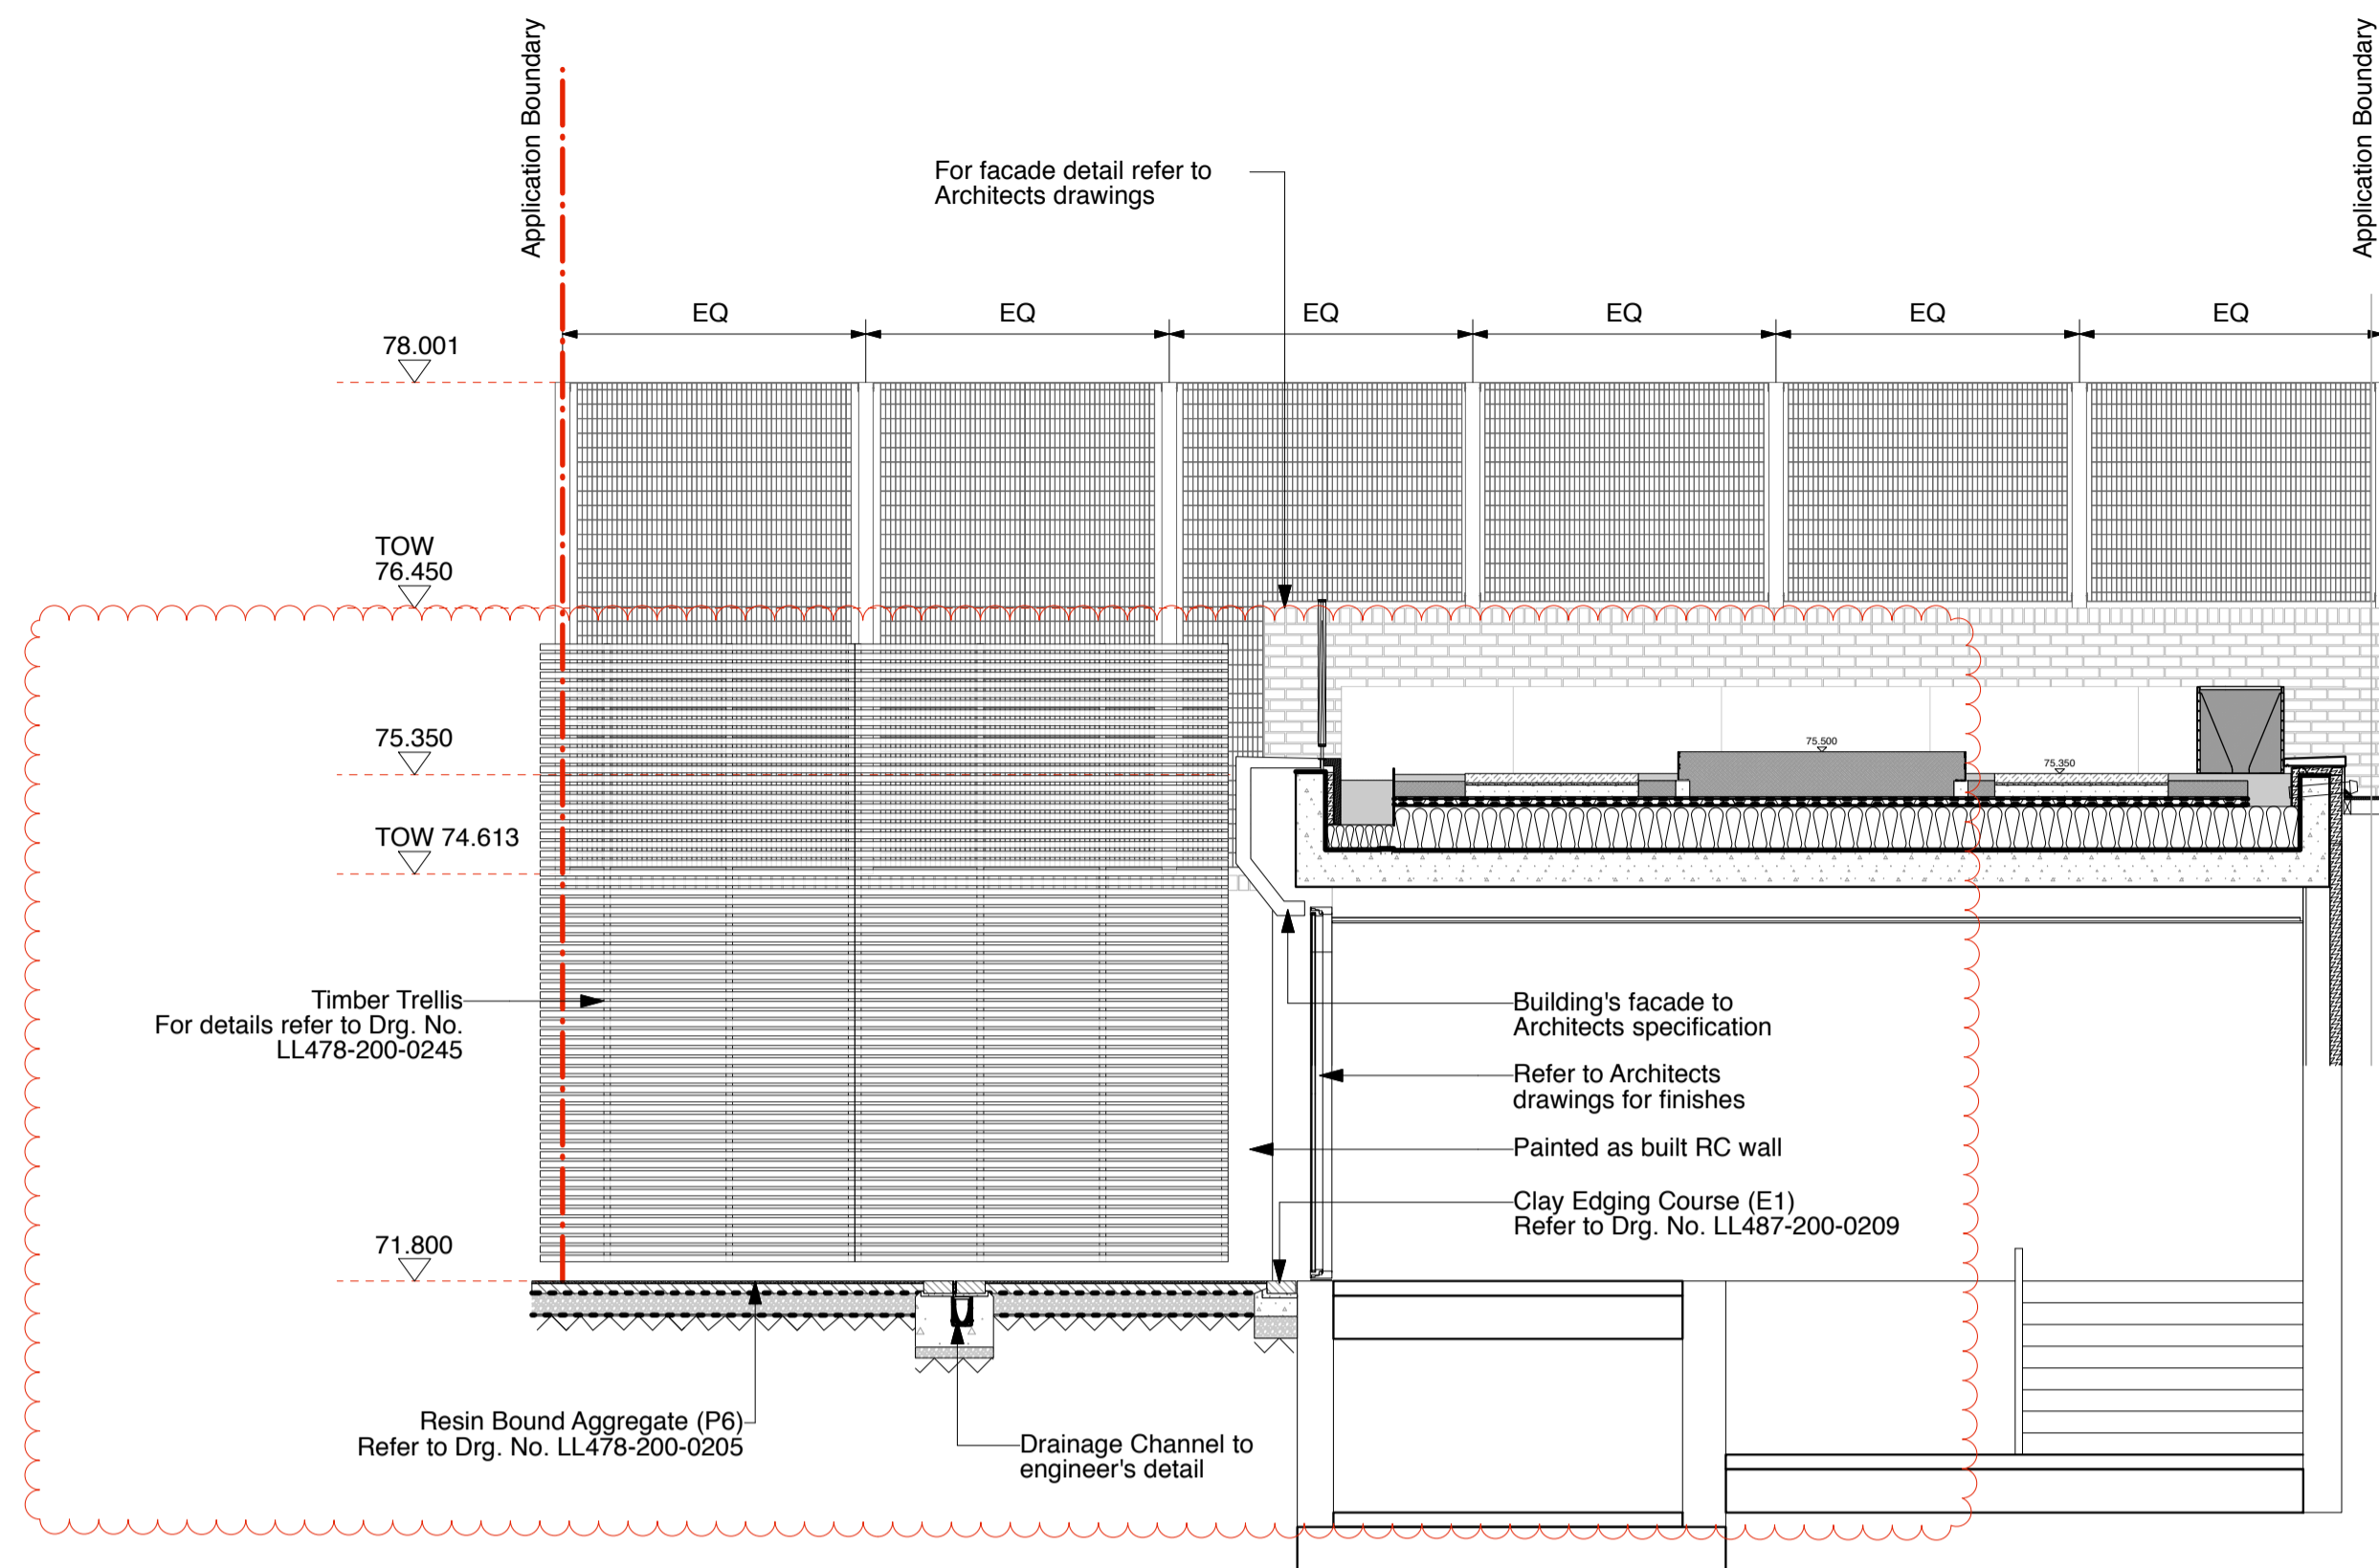 Application Boundary
Application Boundary
For facade detail refer to
Architects drawings
EQ
EQ
EQ
EQ
EQ
EQ
78.001
TOW
76.450
75.350
75.500
75.350
TOW 74.613
Timber Trellis
For details refer to Drg. No.
LL478-200-0245
Building's facade to
Architects specification
Refer to Architects
drawings for finishes
Painted as built RC wall
Clay Edging Course (E1)
Refer to Drg. No. LL487-200-0209
71.800
Resin Bound Aggregate (P6)
Refer to Drg. No. LL478-200-0205
Drainage Channel to
engineer's detail